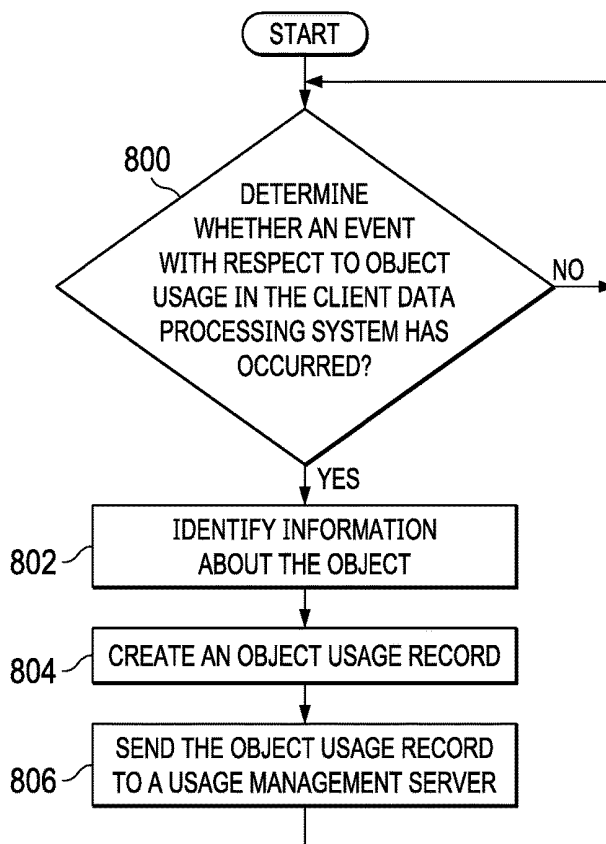 START
800
DETERMINE
WHETHER AN EVENT
WITH RESPECT TO OBJECT
USAGE IN THE CLIENT DATA
PROCESSING SYSTEM HAS
OCCURRED?
NO
YES
802
IDENTIFY INFORMATION
ABOUT THE OBJECT
804
CREATE AN OBJECT USAGE RECORD
806
SEND THE OBJECT USAGE RECORD
TO A USAGE MANAGEMENT SERVER